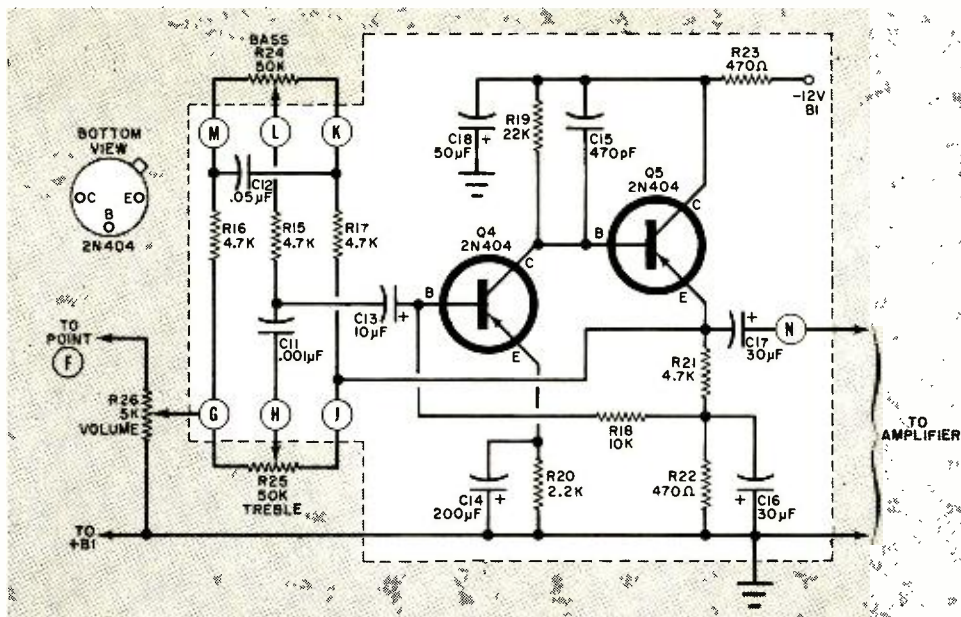 BASS
R24
50K
M
L
K
BOTTOM
VIEW
C
E
B
2N404
C12
.05µF
R16
4.7K
R15
4.7K
R17
4.7K
C11
.001µF
C13
10µF
+
TO
POINT
F
R26
5K
VOLUME
G
H
J
R25
50K
TREBLE
TO
+B1
R23
470Ω
-12V
B1
C18
50µF
+
R19
22K
C15
470pF
Q5
2N404
C
B
E
Q4
2N404
C
B
E
+
C17
30µF
N
R21
4.7K
R18
10K
TO
AMPLIFIER
C14
200µF
+
R20
2.2K
R22
470Ω
C16
30µF
+